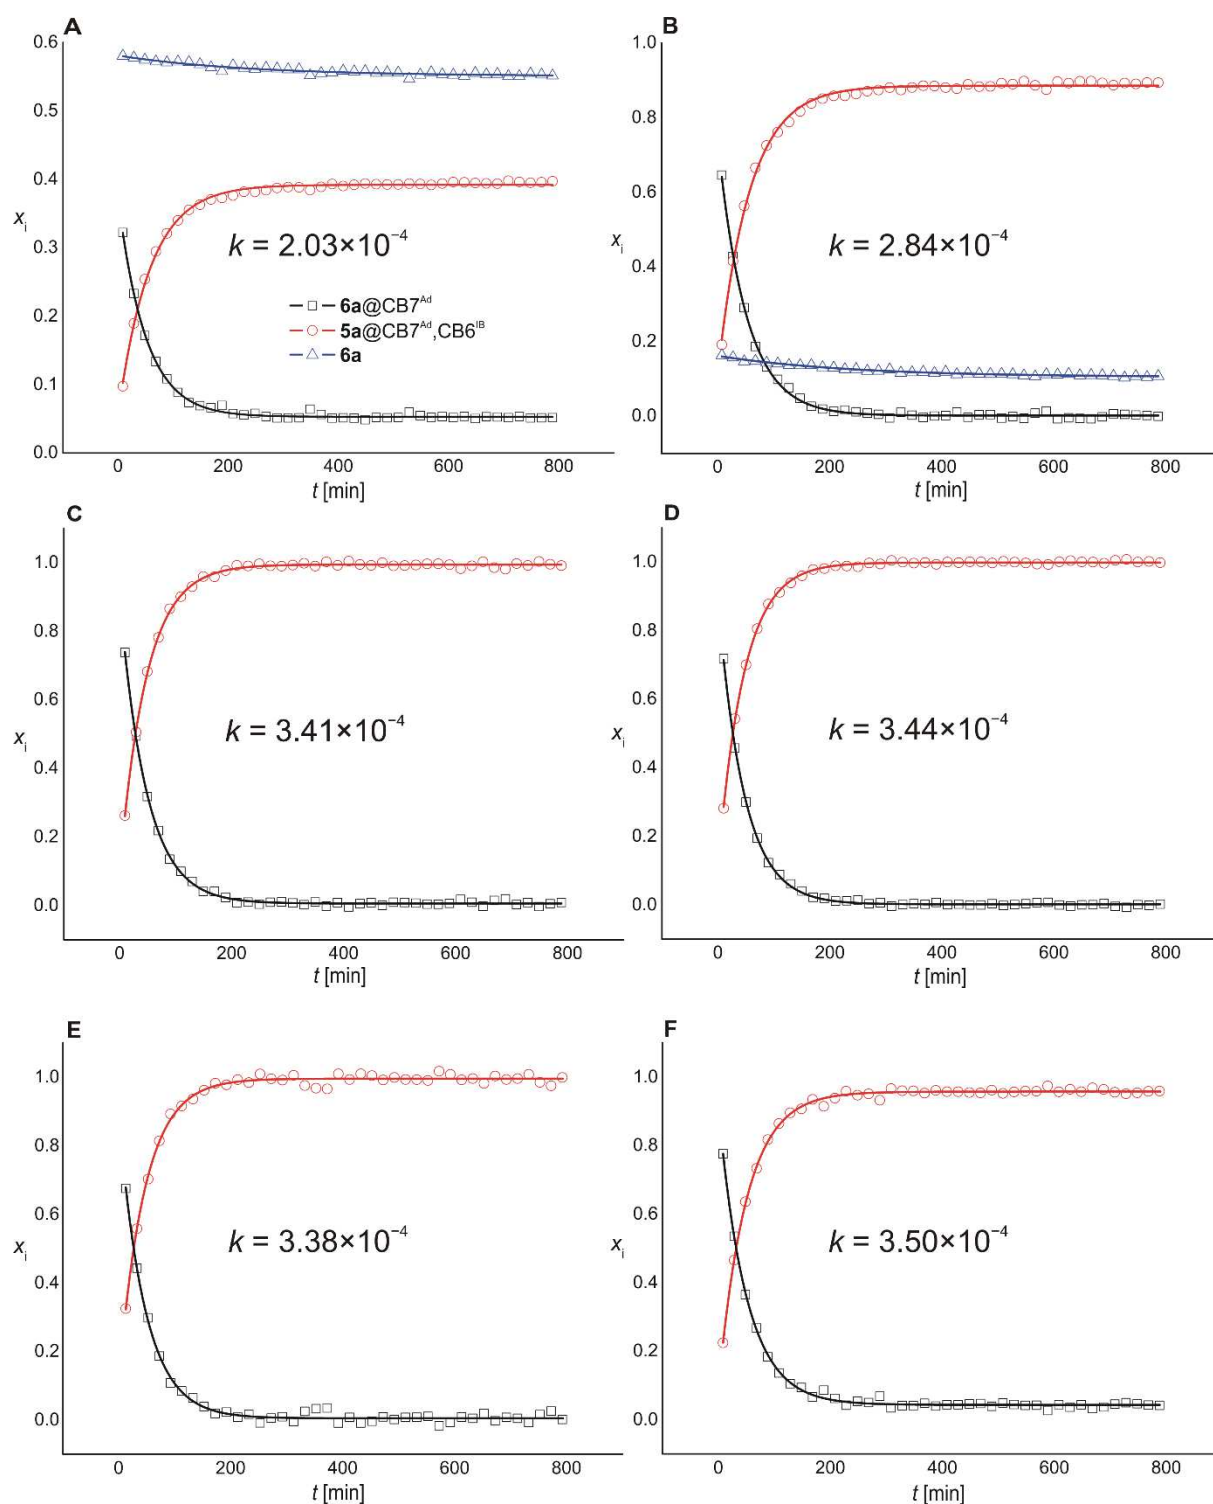 A
0.6
0.5
0.4
x_i
0.3
0.2
0.1
0.0
k = 2.03×10⁻⁴
6a@CB7^Ad
5a@CB7^Ad,CB6^IB
6a
0 200 400 600 800
t [min]
B
1.0
0.8
0.6
x_i
0.4
0.2
0.0
k = 2.84×10⁻⁴
0 200 400 600 800
t [min]
C
1.0
0.8
0.6
x_i
0.4
0.2
0.0
k = 3.41×10⁻⁴
0 200 400 600 800
t [min]
D
1.0
0.8
0.6
x_i
0.4
0.2
0.0
k = 3.44×10⁻⁴
0 200 400 600 800
t [min]
E
1.0
0.8
0.6
x_i
0.4
0.2
0.0
k = 3.38×10⁻⁴
0 200 400 600 800
t [min]
F
1.0
0.8
0.6
x_i
0.4
0.2
0.0
k = 3.50×10⁻⁴
0 200 400 600 800
t [min]